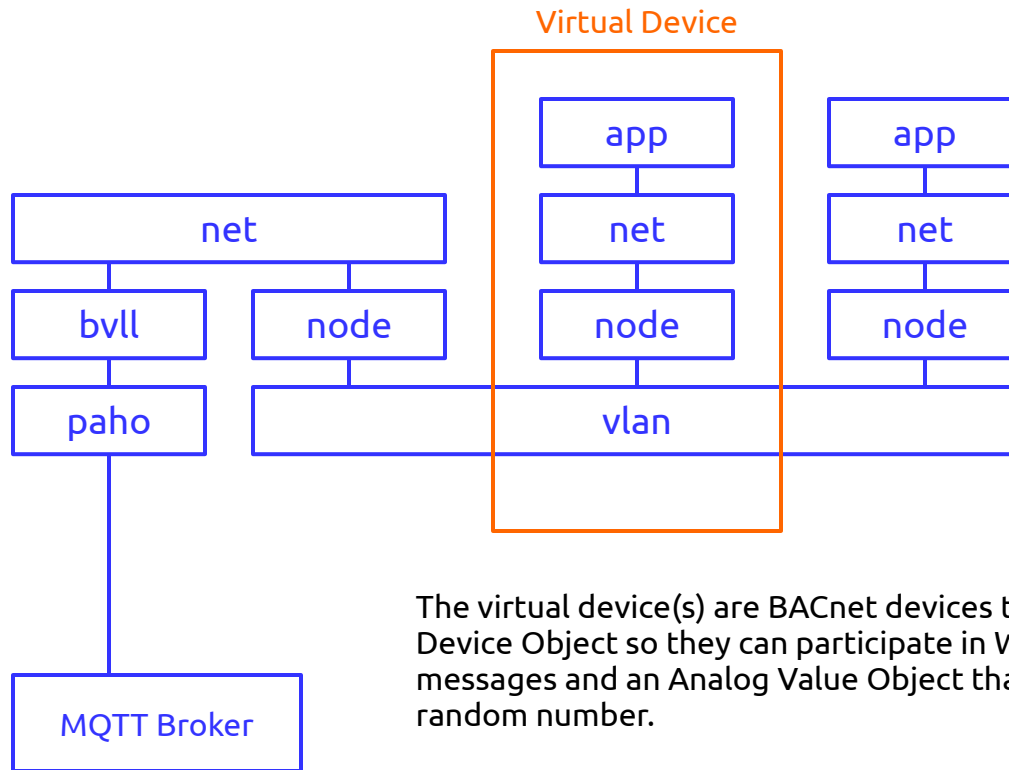 Virtual Device
app
app
net
net
net
bvll
node
node
node
paho
vlan
The virtual device(s) are BACnet devices
Device Object so they can participate in
messages and an Analog Value Object
random number.
MQTT Broker